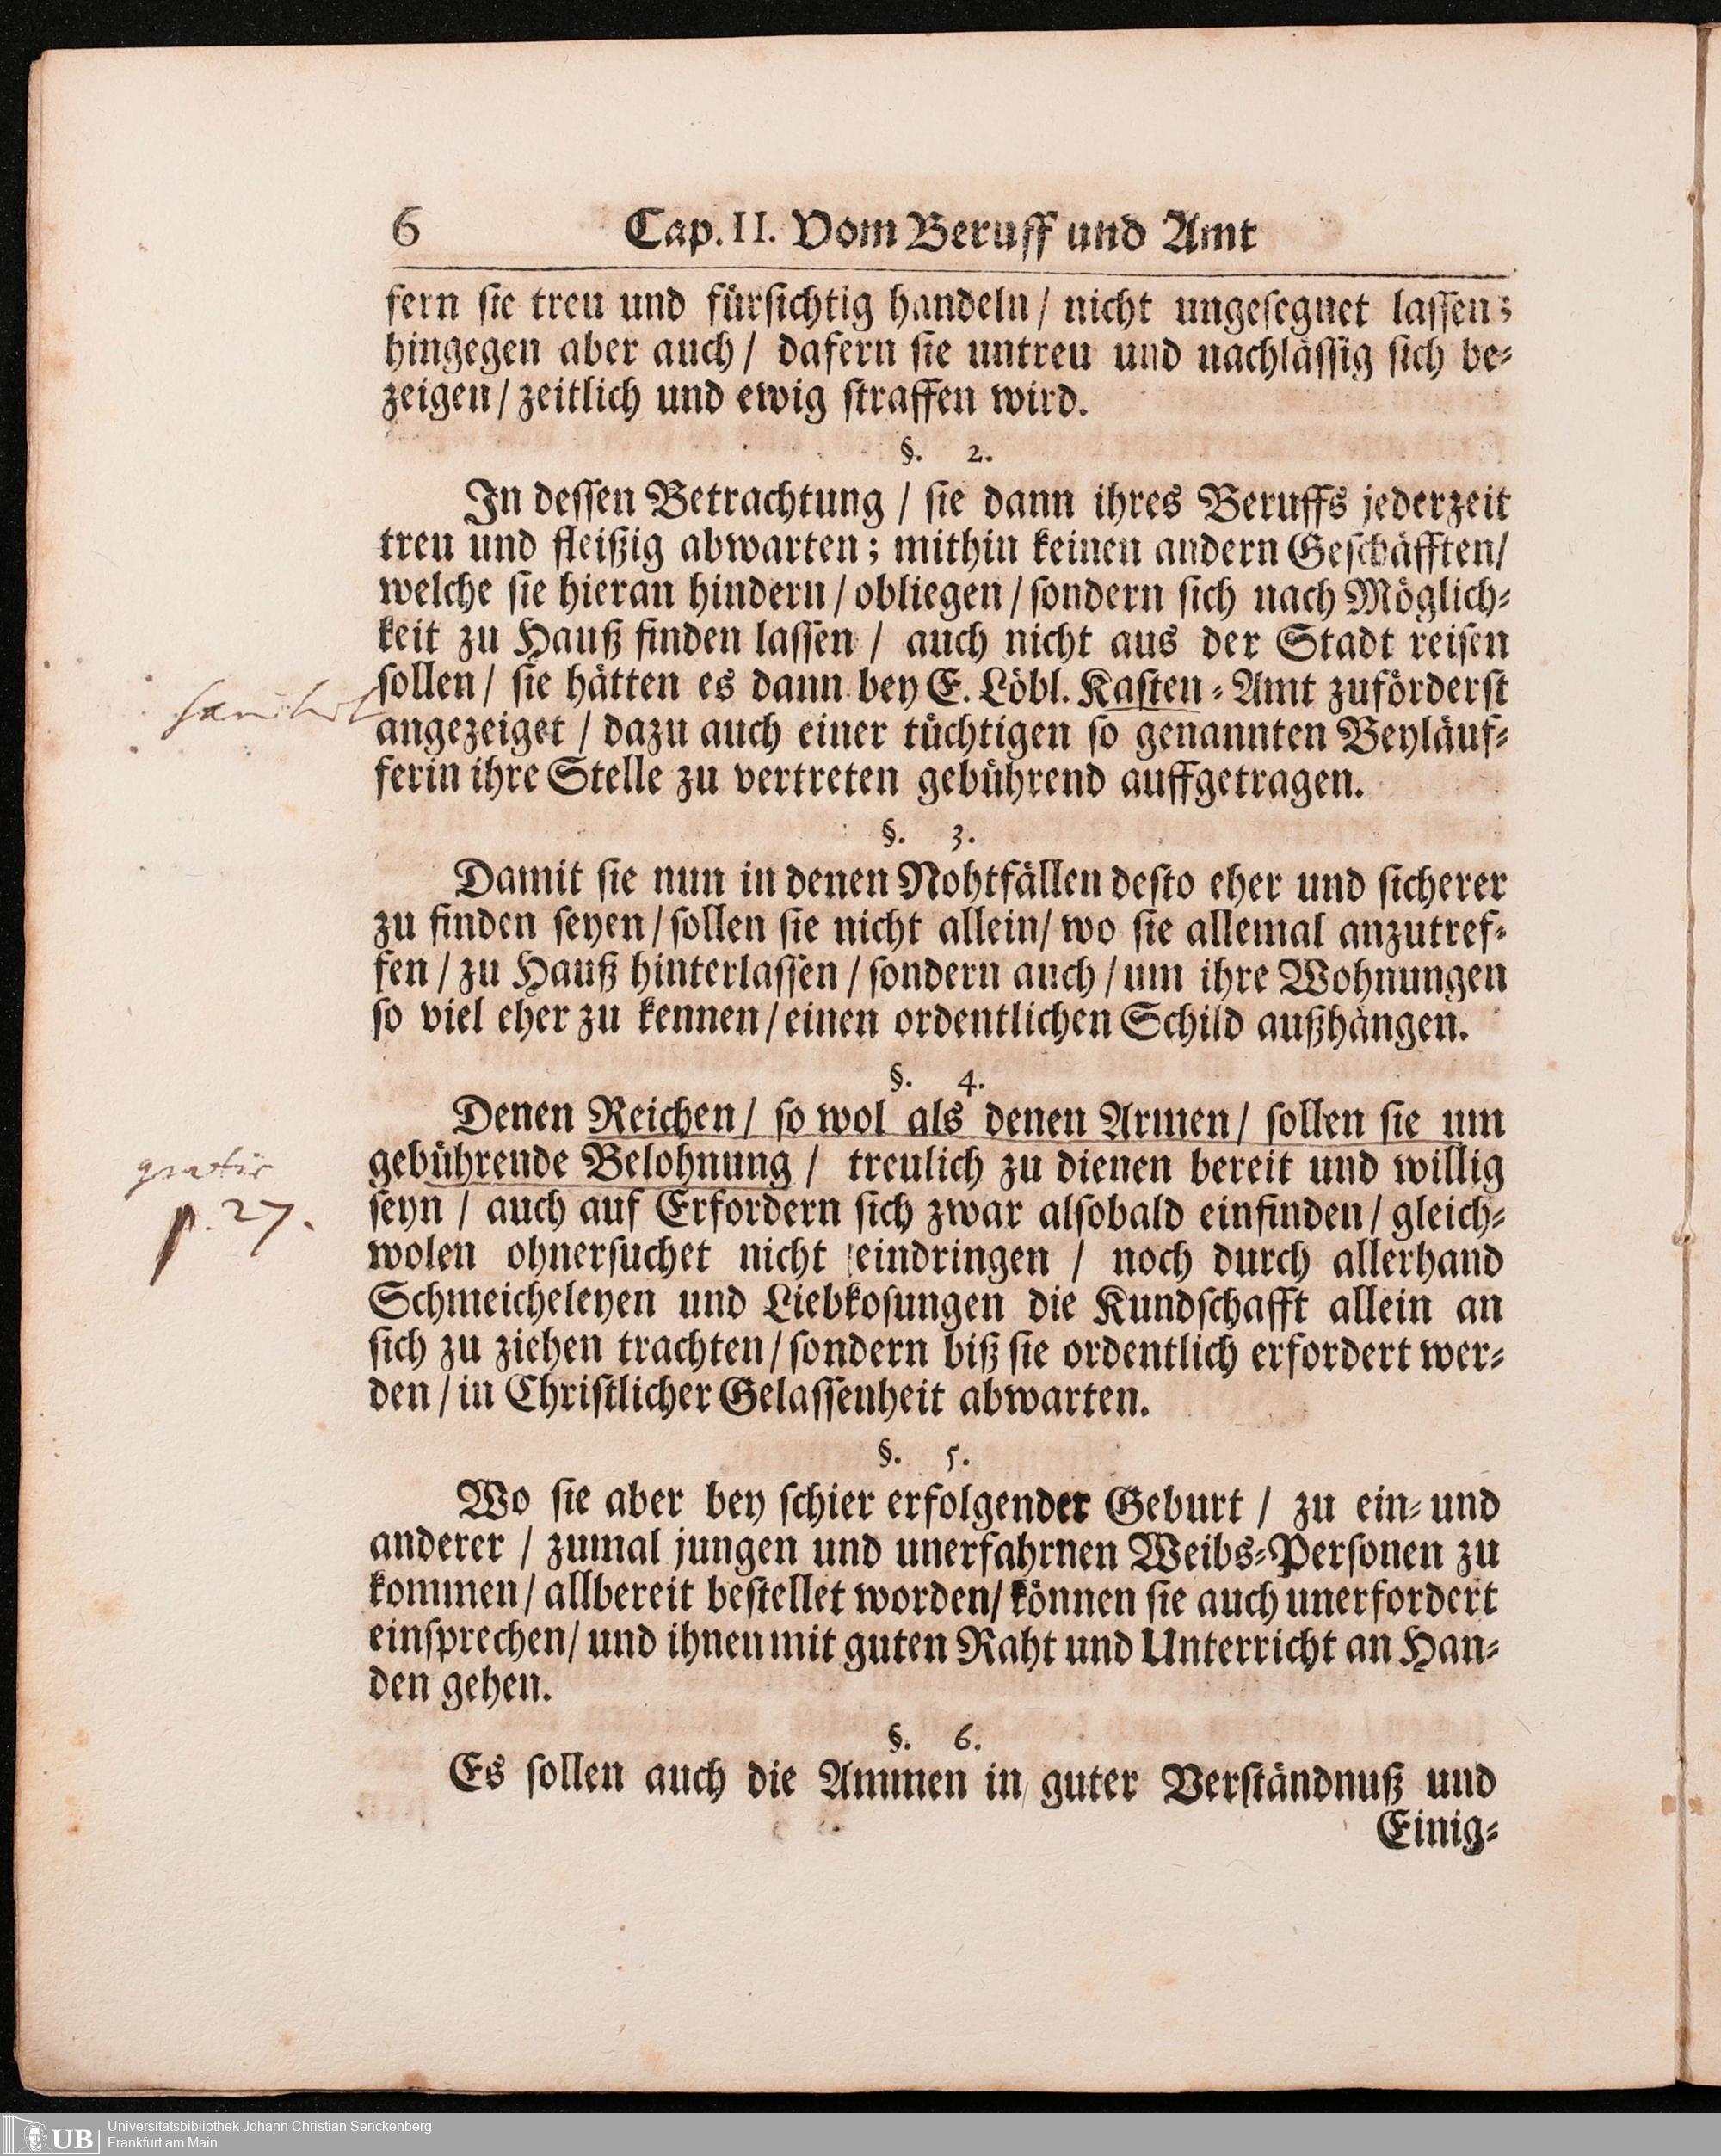 6 Cap. II. Vom Beruff und Amt
fern sie treu und fürsichtig handeln / nicht ungesegnet lassen;
hingegen aber auch / dafern sie untreu und nachlässig sich be-
zeigen / zeitlich und ewig straffen wird.
§. 2.
In dessen Betrachtung / sie dann ihres Beruffs jederzeit
treu und fleißig abwarten; mithin keinen andern Geschäfften /
welche sie hieran hindern / obliegen / sondern sich nach Möglich-
keit zu Hauß finden lassen / auch nicht aus der Stadt reisen
sollen / sie hätten es dann bey E. Löbl. Kasten-Amt zuförderst
angezeiget / dazu auch einer tüchtigen so genannten Beyläuf-
ferin ihre Stelle zu vertreten gebührend auffgetragen.
§. 3.
Damit sie nun in denen Nohtfällen desto eher und sicherer
zu finden seyen / sollen sie nicht allein / wo sie allemal anzutref-
fen / zu Hauß hinterlassen / sondern auch / um ihre Wohnungen
so viel eher zu kennen / einen ordentlichen Schild außhängen.
§. 4.
Denen Reichen / so wol als denen Armen / sollen sie um
gratis
gebührende Belohnung / treulich zu dienen bereit und willig
p. 27.
seyn / auch auf Erfordern sich zwar alsobald einfinden / gleich-
wolen ohnersuchet nicht eindringen / noch durch allerhand
Schmeicheleyen und Liebkosungen die Kundschafft allein an
sich zu ziehen trachten / sondern biß sie ordentlich erfordert wer-
den / in Christlicher Gelassenheit abwarten.
§. 5.
Wo sie aber bey schier erfolgender Geburt / zu ein- und
anderer / zumal jungen und unerfahrnen Weibs-Personen zu
kommen / allbereit bestellet worden / können sie auch unerfordert
einsprechen / und ihnen mit guten Raht und Unterricht an Han-
den gehen.
§. 6.
Es sollen auch die Ammen in guter Verständnuß und
Einig-
UB Universitätsbibliothek Johann Christian Senckenberg
Frankfurt am Main